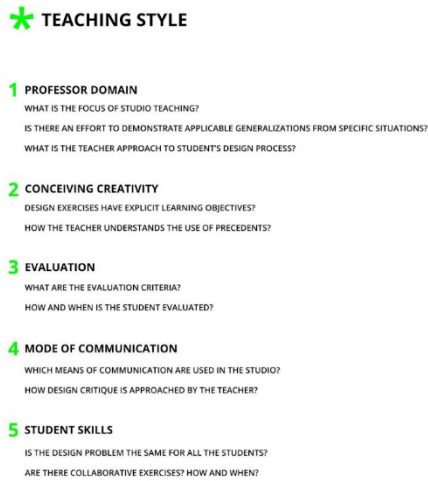 * TEACHING STYLE
1 PROFESSOR DOMAIN
WHAT IS THE FOCUS OF STUDIO TEACHING?
IS THERE AN EFFORT TO DEMONSTRATE APPLICABLE GENERALIZATIONS FROM SPECIFIC SITUATIONS?
WHAT IS THE TEACHER APPROACH TO STUDENT'S DESIGN PROCESS?
2 CONCEIVING CREATIVITY
DESIGN EXERCISES HAVE EXPLICIT LEARNING OBJECTIVES?
HOW THE TEACHER UNDERSTANDS THE USE OF PRECEDENTS?
3 EVALUATION
WHAT ARE THE EVALUATION CRITERIA?
HOW AND WHEN IS THE STUDENT EVALUATED?
4 MODE OF COMMUNICATION
WHICH MEANS OF COMMUNICATION ARE USED IN THE STUDIO?
HOW DESIGN CRITIQUE IS APPROACHED BY THE TEACHER?
5 STUDENT SKILLS
IS THE DESIGN PROBLEM THE SAME FOR ALL THE STUDENTS?
ARE THERE COLLABORATIVE EXERCISES? HOW AND WHEN?